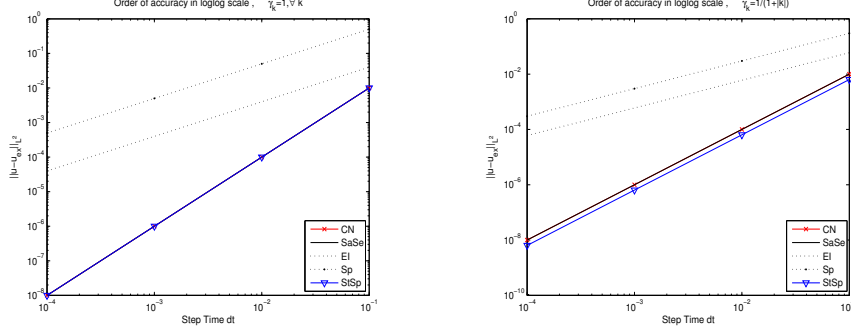 Order of accuracy in loglog scale , γk=1,∀ k
10^0
10^-1
10^-2
10^-3
10^-4
10^-5
10^-6
10^-7
10^-8
||u-u_ex||_L^2
CN
SaSe
EI
Sp
StSp
10^-4
10^-3
10^-2
10^-1
Step Time dt
Order of accuracy in loglog scale , γk=1/(1+|k|)
10^0
10^-2
10^-4
10^-6
10^-8
10^-10
||u-u_ex||_L^2
CN
SaSe
EI
Sp
StSp
10^-4
10^-3
10^-2
Step Time dt